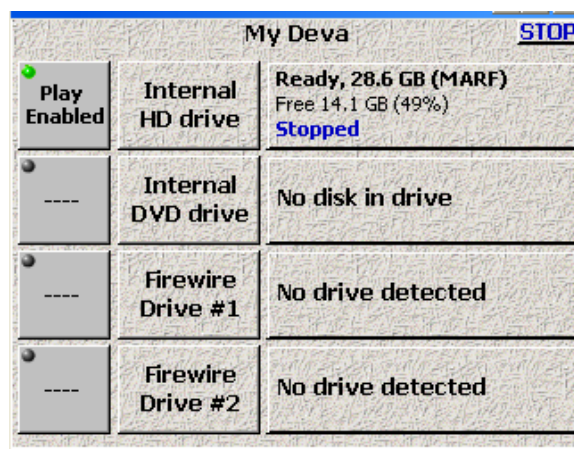 My Deva
STOP
Play
Enabled
Internal
HD drive
Ready, 28.6 GB (MARF)
Free 14.1 GB (49%)
Stopped
----
Internal
DVD drive
No disk in drive
----
Firewire
Drive #1
No drive detected
----
Firewire
Drive #2
No drive detected